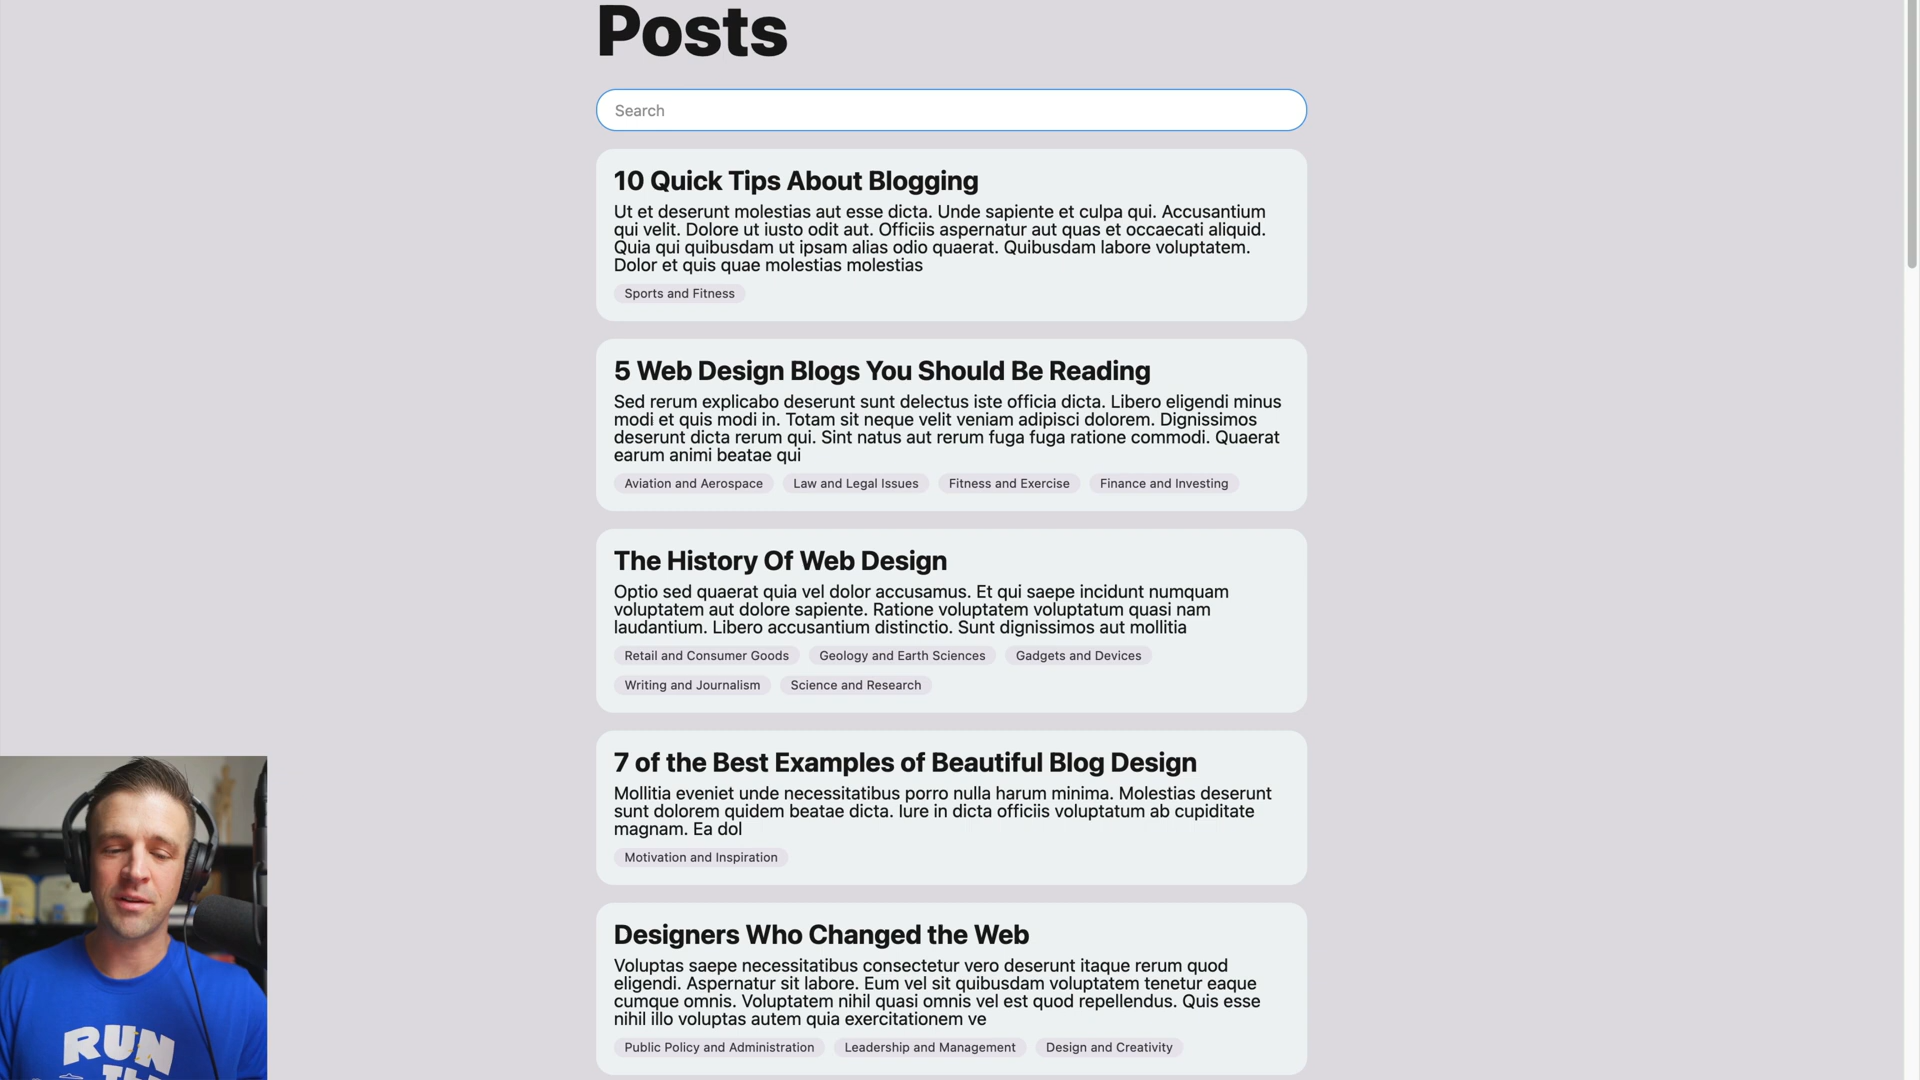 Posts
Search
10 Quick Tips About Blogging
Ut et deserunt molestias aut esse dicta. Unde sapiente et culpa qui. Accusantium
qui velit. Dolore ut iusto odit aut. Officiis aspernatur aut quas et occaecati aliquid.
Quia qui quibusdam ut ipsam alias odio quaerat. Quibusdam labore voluptatem.
Dolor et quis quae molestias molestias
Sports and Fitness
5 Web Design Blogs You Should Be Reading
Sed rerum explicabo deserunt sunt delectus iste officia dicta. Libero eligendi minus
modi et quis modi in. Totam sit neque velit veniam adipisci dolorem. Dignissimos
deserunt dicta rerum qui. Sint natus aut rerum fuga fuga ratione commodi. Quaerat
earum animi beatae qui
Aviation and Aerospace Law and Legal Issues Fitness and Exercise Finance and Investing
The History Of Web Design
Optio sed quaerat quia vel dolor accusamus. Et qui saepe incidunt numquam
voluptatem aut dolore sapiente. Ratione voluptatem voluptatum quasi nam
laudantium. Libero accusantium distinctio. Sunt dignissimos aut mollitia
Retail and Consumer Goods Geology and Earth Sciences Gadgets and Devices
Writing and Journalism Science and Research
7 of the Best Examples of Beautiful Blog Design
Mollitia eveniet unde necessitatibus porro nulla harum minima. Molestias deserunt
sunt dolorem quidem beatae dicta. Iure in dicta officiis voluptatum ab cupiditate
magnam. Ea dol
Motivation and Inspiration
Designers Who Changed the Web
Voluptas saepe necessitatibus consectetur vero deserunt itaque rerum quod
eligendi. Aspernatur sit labore. Eum vel sit quibusdam voluptatem tenetur eaque
cumque omnis. Voluptatem nihil quasi omnis vel est quod repellendus. Quis esse
nihil illo voluptas autem quia exercitationem ve
Public Policy and Administration Leadership and Management Design and Creativity
RUN